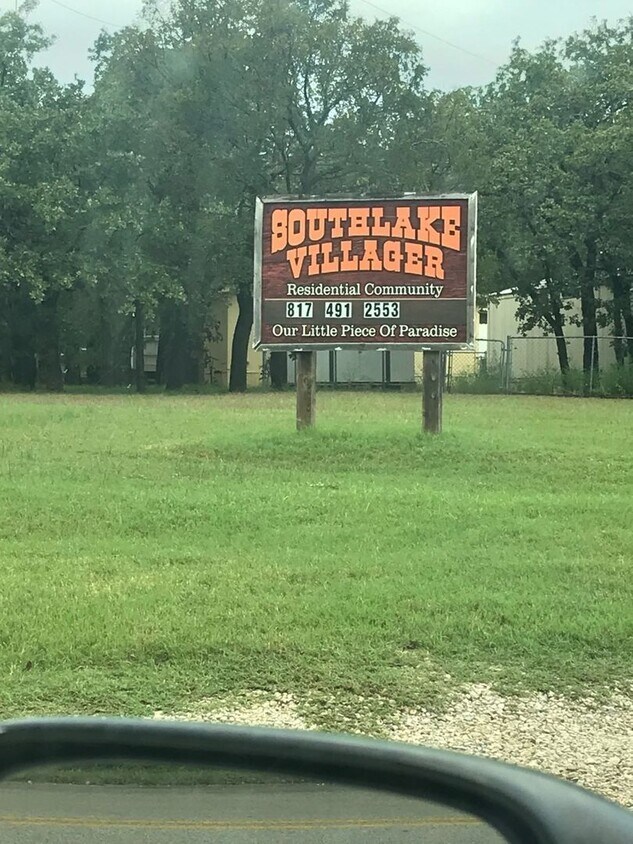 SOUTHLAKE
VILLAGER
Residential Community
817 491 2553
Our Little Piece Of Paradise